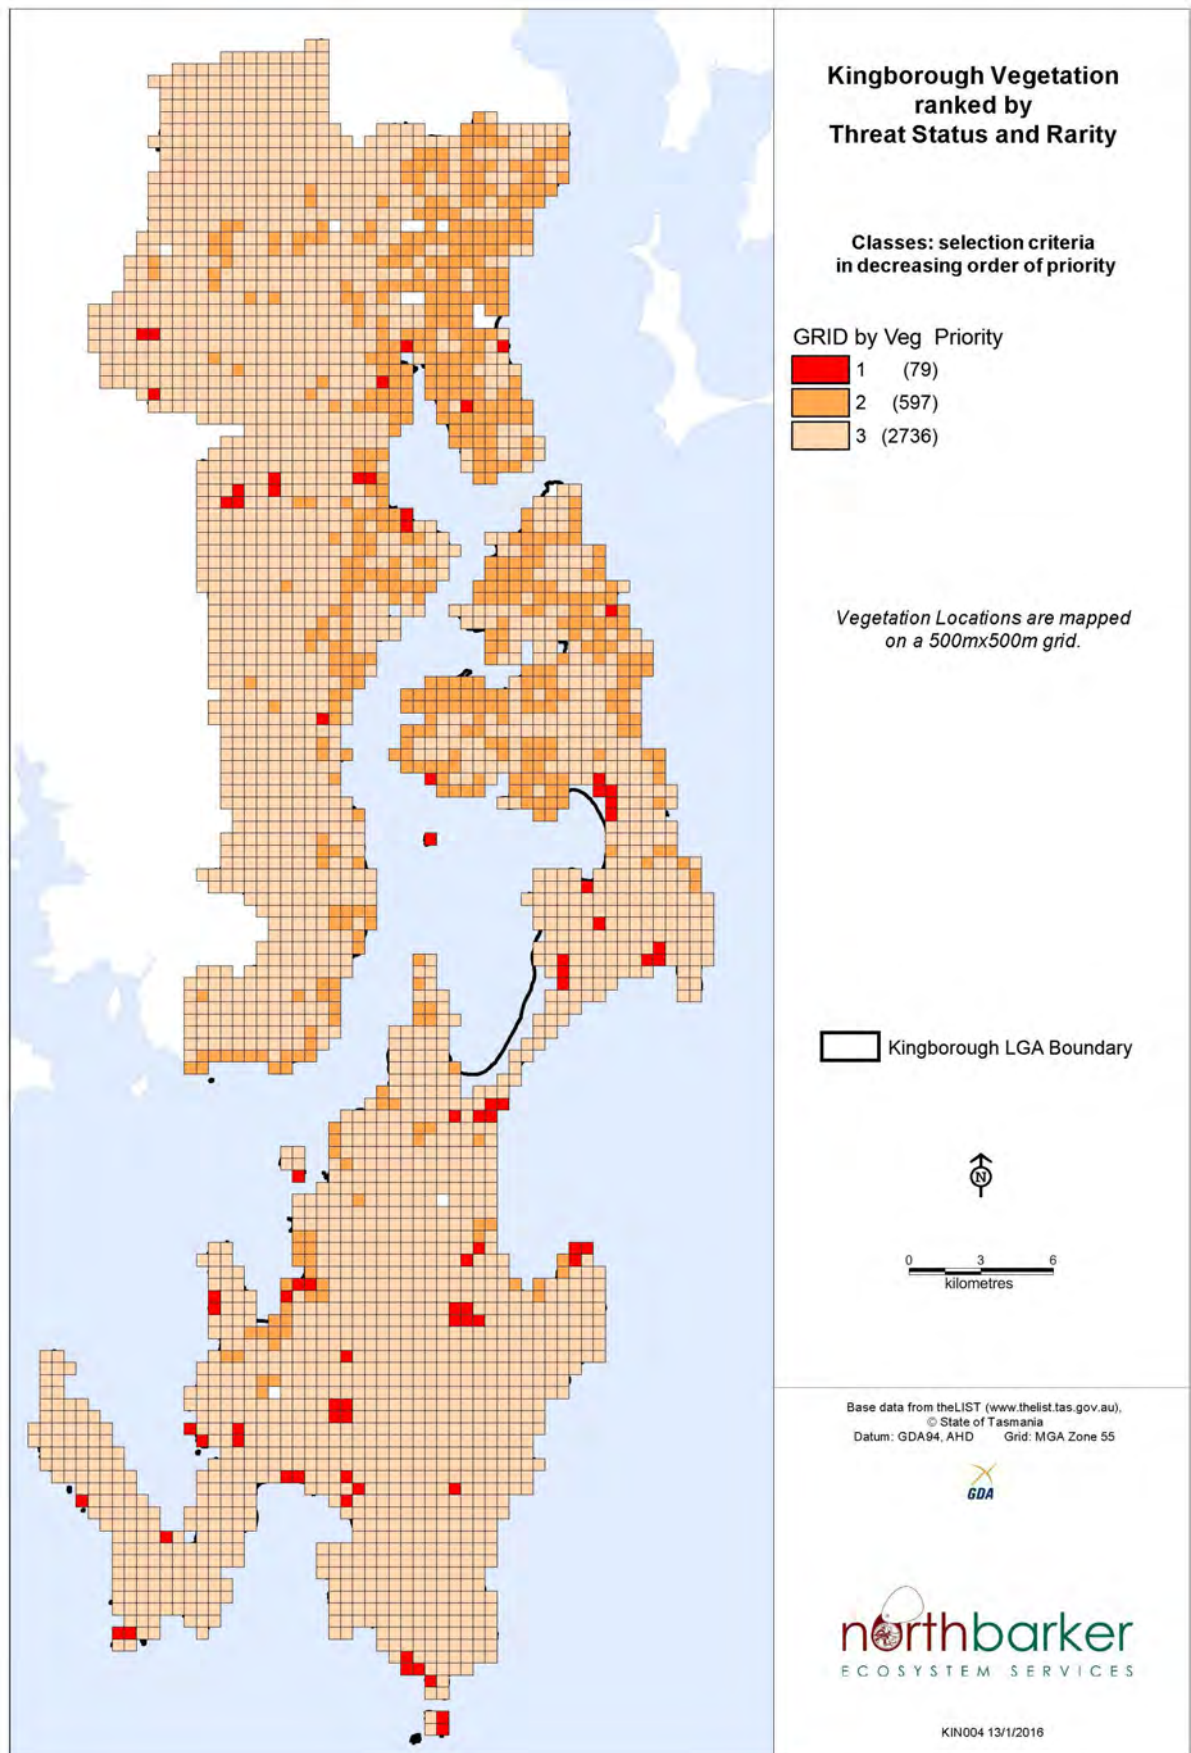 Kingborough Vegetation
ranked by
Threat Status and Rarity
Classes: selection criteria
in decreasing order of priority
GRID by Veg Priority
1 (79)
2 (597)
3 (2736)
Vegetation Locations are mapped
on a 500mx500m grid.
Kingborough LGA Boundary
N
0 3 6
kilometres
Base data from theLIST (www.thelist.tas.gov.au),
© State of Tasmania
Datum: GDA94, AHD Grid: MGA Zone 55
GDA
northbarker
ECOSYSTEM SERVICES
KIN004 13/1/2016